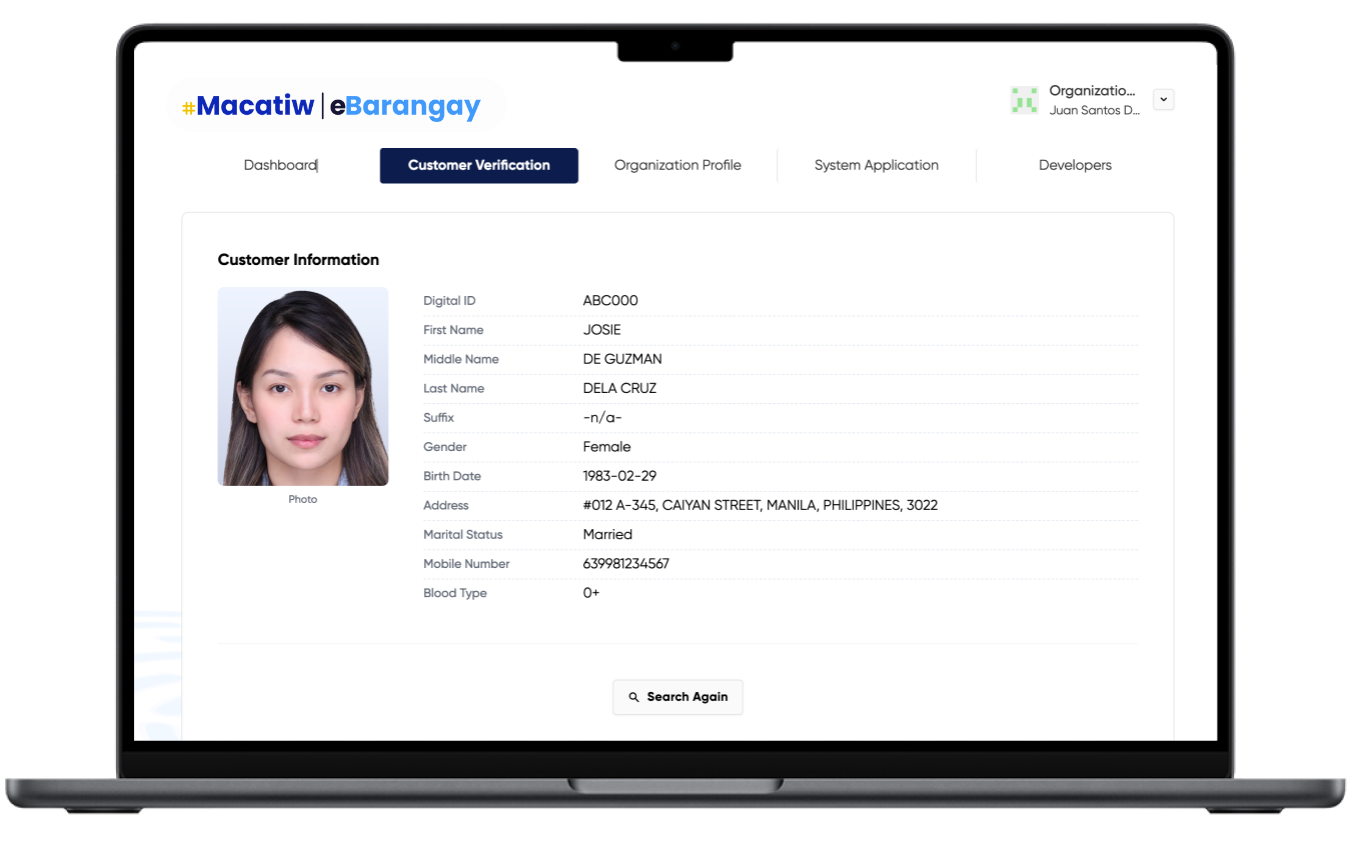 #Macatiw | eBarangay
Organizatio...
Juan Santos D...
Dashboard
Customer Verification
Organization Profile
System Application
Developers
Customer Information
Photo
Digital ID ABC000
First Name JOSIE
Middle Name DE GUZMAN
Last Name DELA CRUZ
Suffix -n/a-
Gender Female
Birth Date 1983-02-29
Address #012 A-345, CAIYAN STREET, MANILA, PHILIPPINES, 3022
Marital Status Married
Mobile Number 639981234567
Blood Type 0+
Search Again